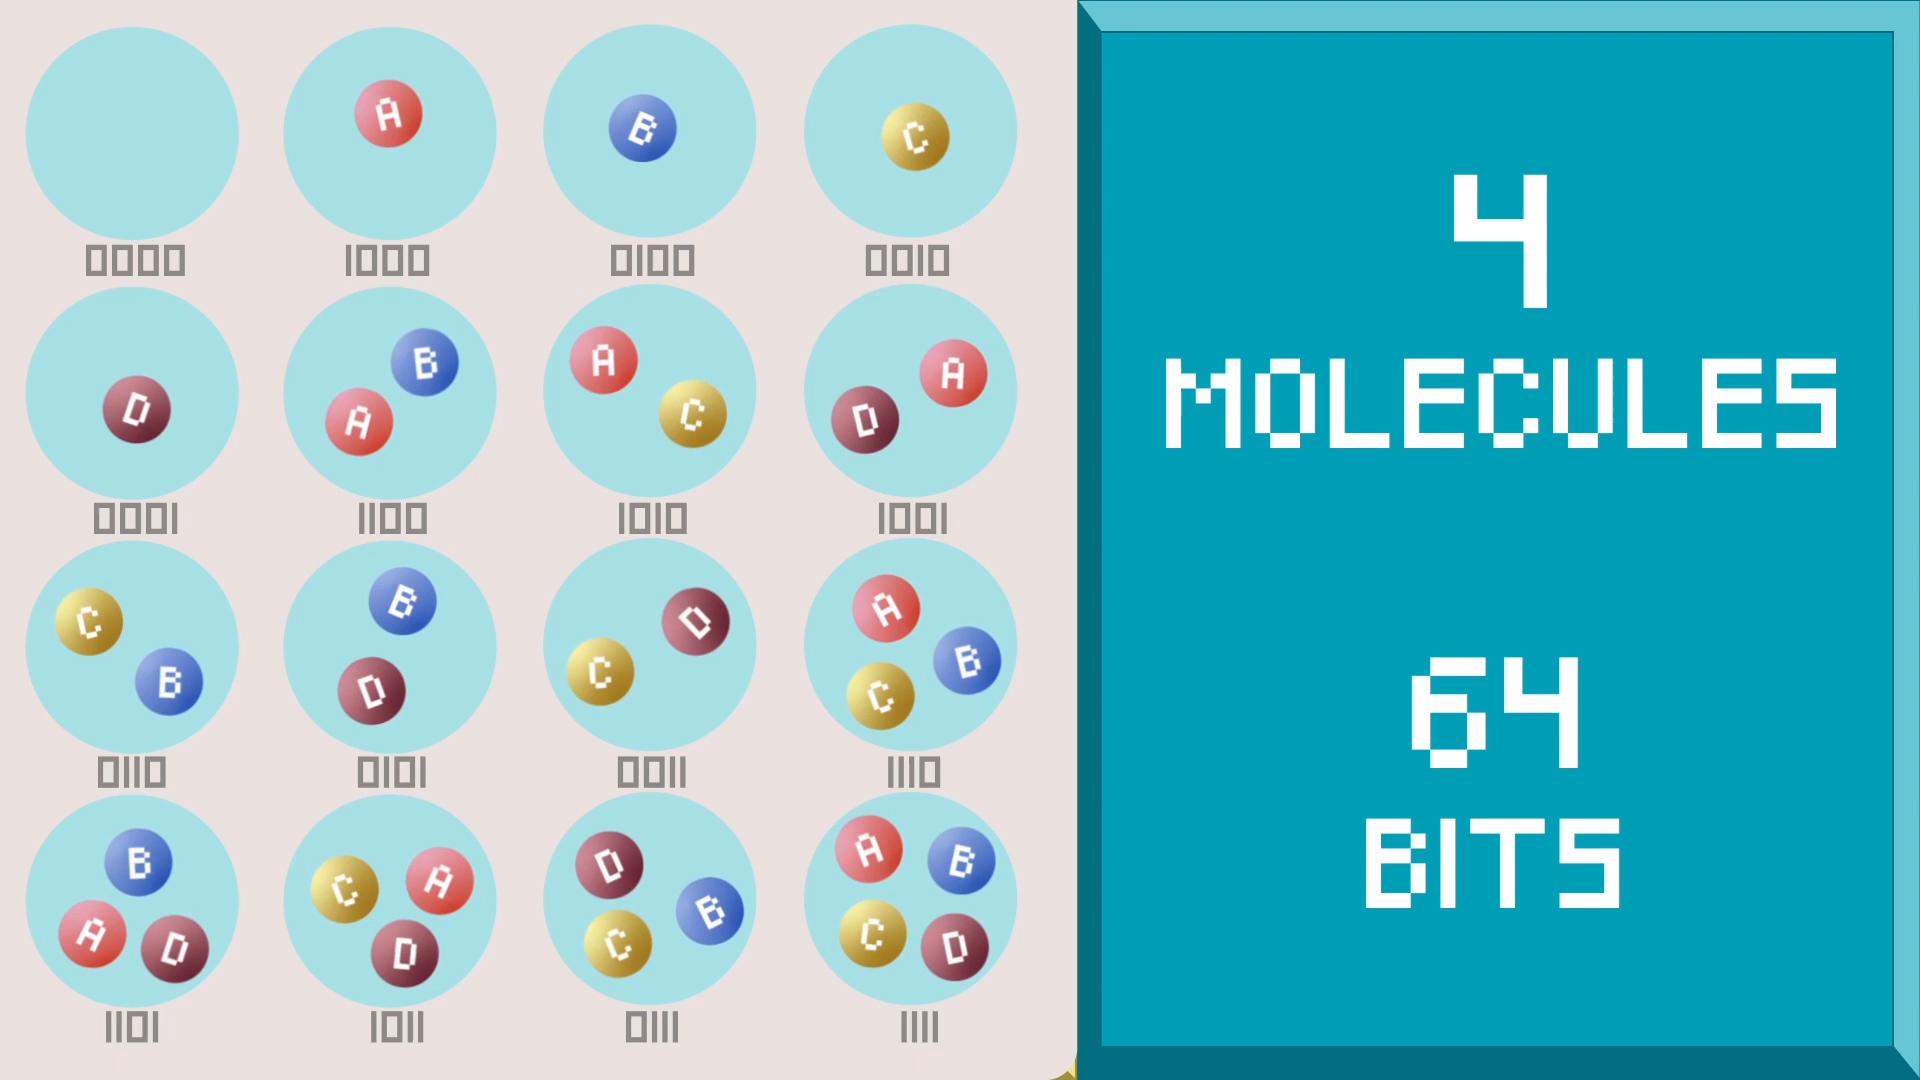 A B C
0000 1000 0100 0010
D A B A C D A
0001 1100 1010 1001
C B B D C D A B C
0110 0101 0011 1110
B A D C A D D B C A B C D
1101 1011 0111 1111
4
MOLECULES
64
BITS